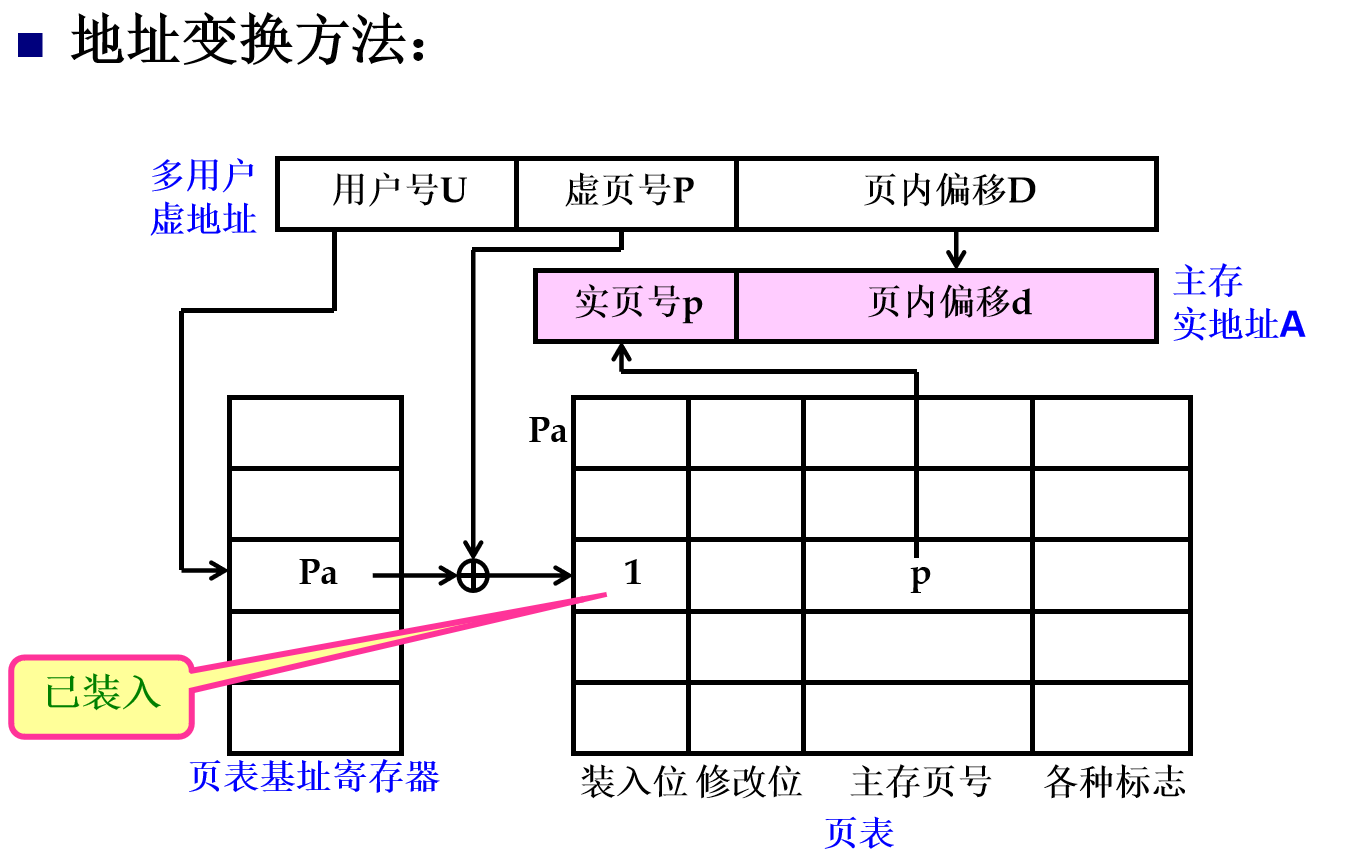 地址变换方法：
多用户
虚地址
用户号U
虚页号P
页内偏移D
实页号p
页内偏移d
主存
实地址A
Pa
Pa
1
p
已装入
页表基址寄存器
装入位
修改位
主存页号
各种标志
页表